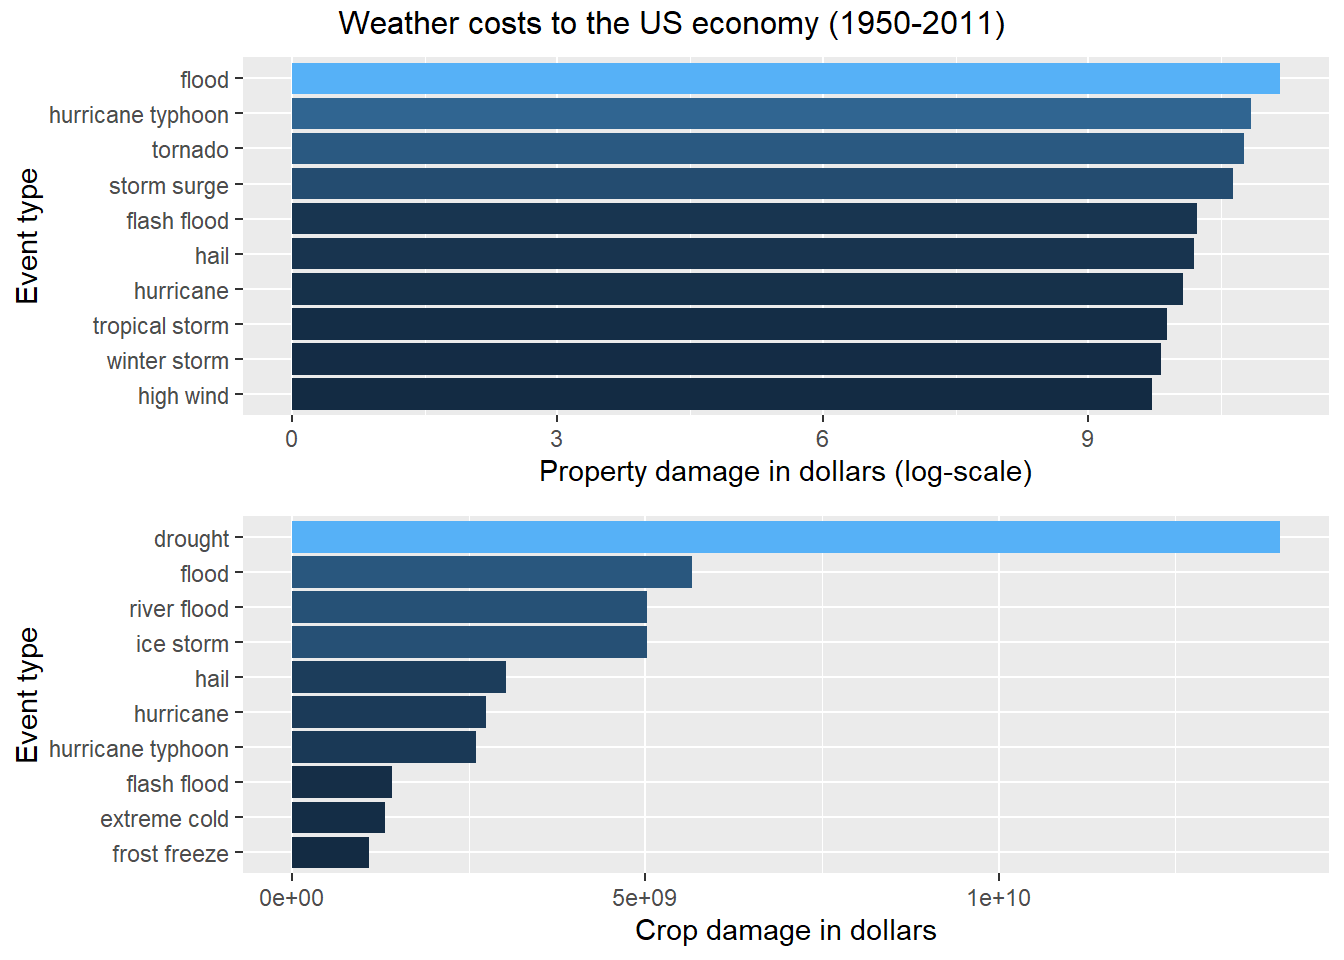 Weather costs to the US economy (1950-2011)
Event type
flood
hurricane typhoon
tornado
storm surge
flash flood
hail
hurricane
tropical storm
winter storm
high wind
0 3 6 9
Property damage in dollars (log-scale)
Event type
drought
flood
river flood
ice storm
hail
hurricane
hurricane typhoon
flash flood
extreme cold
frost freeze
0e+00 5e+09 1e+10
Crop damage in dollars